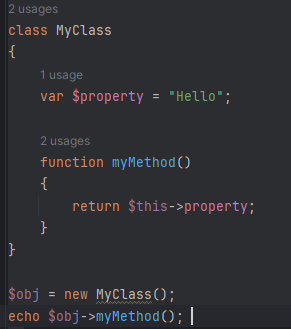 2 usages
class MyClass
{
1 usage
var $property = "Hello";
2 usages
function myMethod()
{
return $this->property;
}
}
$obj = new MyClass();
echo $obj->myMethod();